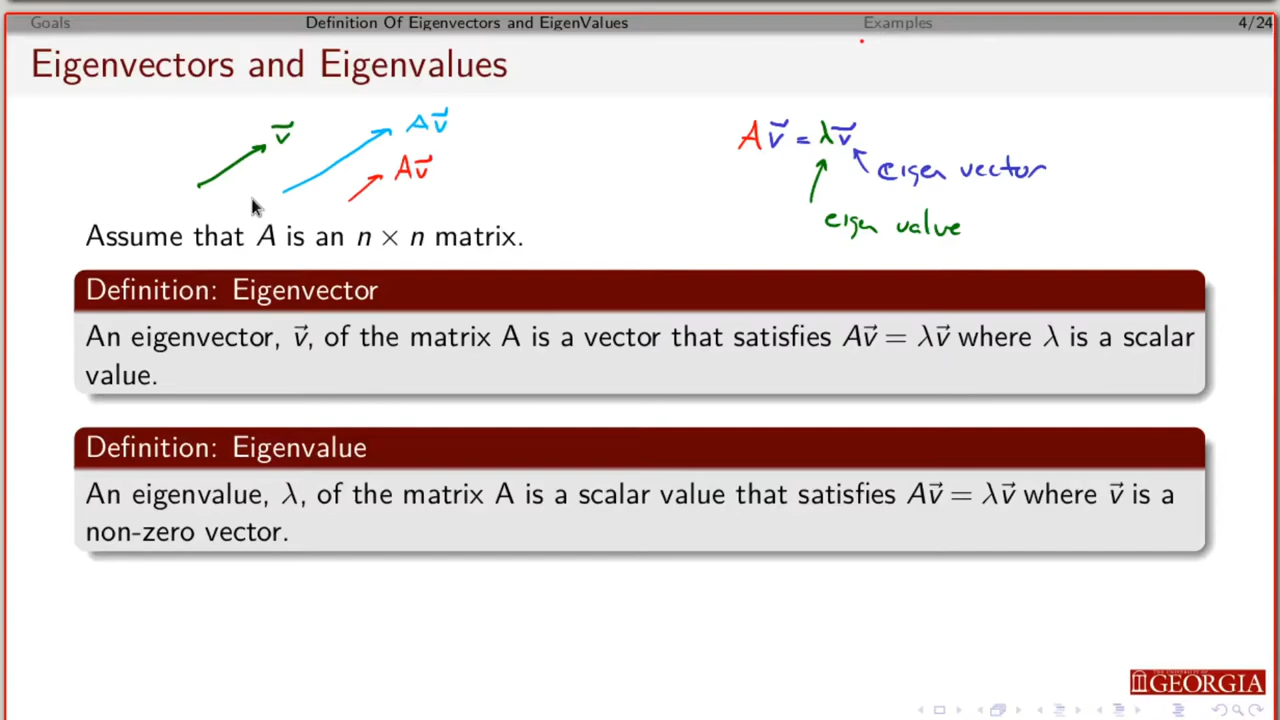 Goals Definition Of Eigenvectors and EigenValues Examples 4/24
Eigenvectors and Eigenvalues
v⃗ Av⃗ Av⃗
Av⃗ = λv⃗
eigen vector
eigen value
Assume that A is an n × n matrix.
Definition: Eigenvector
An eigenvector, v⃗, of the matrix A is a vector that satisfies Av⃗ = λv⃗ where λ is a scalar
value.
Definition: Eigenvalue
An eigenvalue, λ, of the matrix A is a scalar value that satisfies Av⃗ = λv⃗ where v⃗ is a
non-zero vector.
GEORGIA